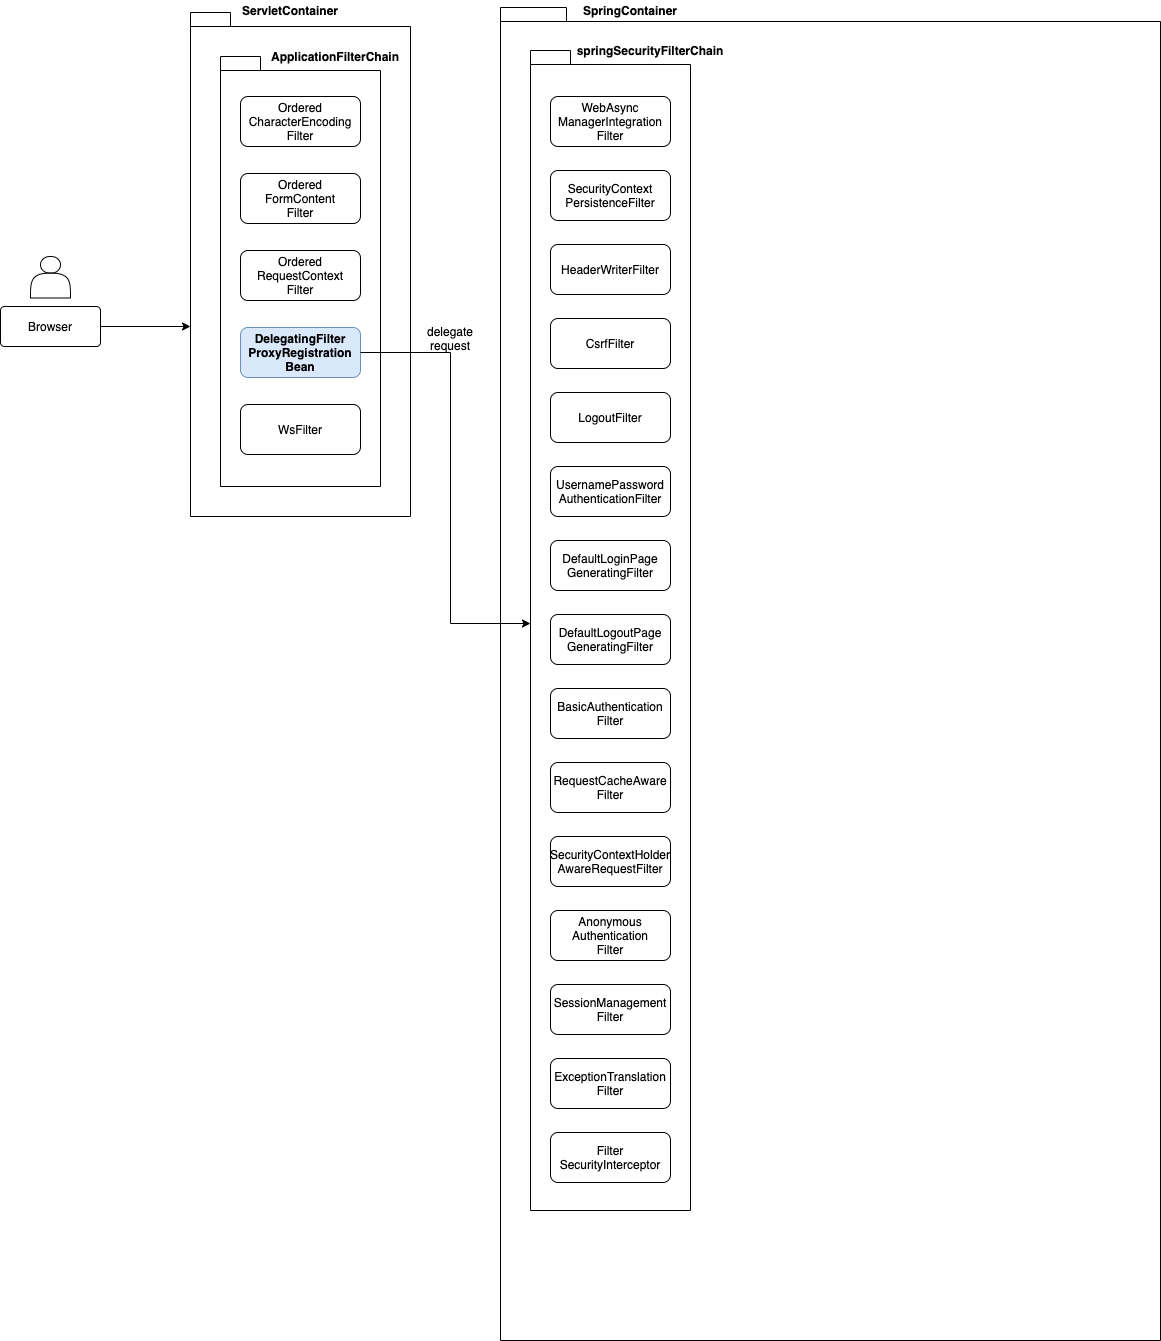 ServletContainer
ApplicationFilterChain
Ordered
CharacterEncoding
Filter
Ordered
FormContent
Filter
Ordered
RequestContext
Filter
DelegatingFilter
ProxyRegistration
Bean
WsFilter
Browser
delegate
request
SpringContainer
springSecurityFilterChain
WebAsync
ManagerIntegration
Filter
SecurityContext
PersistenceFilter
HeaderWriterFilter
CsrfFilter
LogoutFilter
UsernamePassword
AuthenticationFilter
DefaultLoginPage
GeneratingFilter
DefaultLogoutPage
GeneratingFilter
BasicAuthentication
Filter
RequestCacheAware
Filter
SecurityContextHolder
AwareRequestFilter
Anonymous
Authentication
Filter
SessionManagement
Filter
ExceptionTranslation
Filter
Filter
SecurityInterceptor